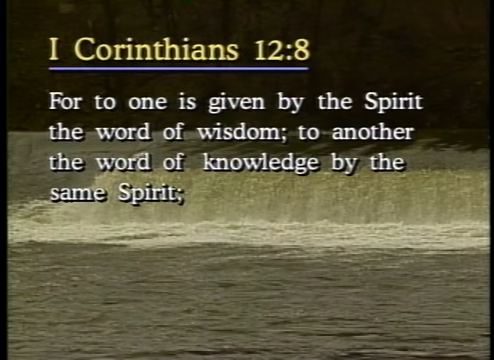 I Corinthians 12:8
For to one is given by the Spirit
the word of wisdom; to another
the word of knowledge by the
same Spirit;